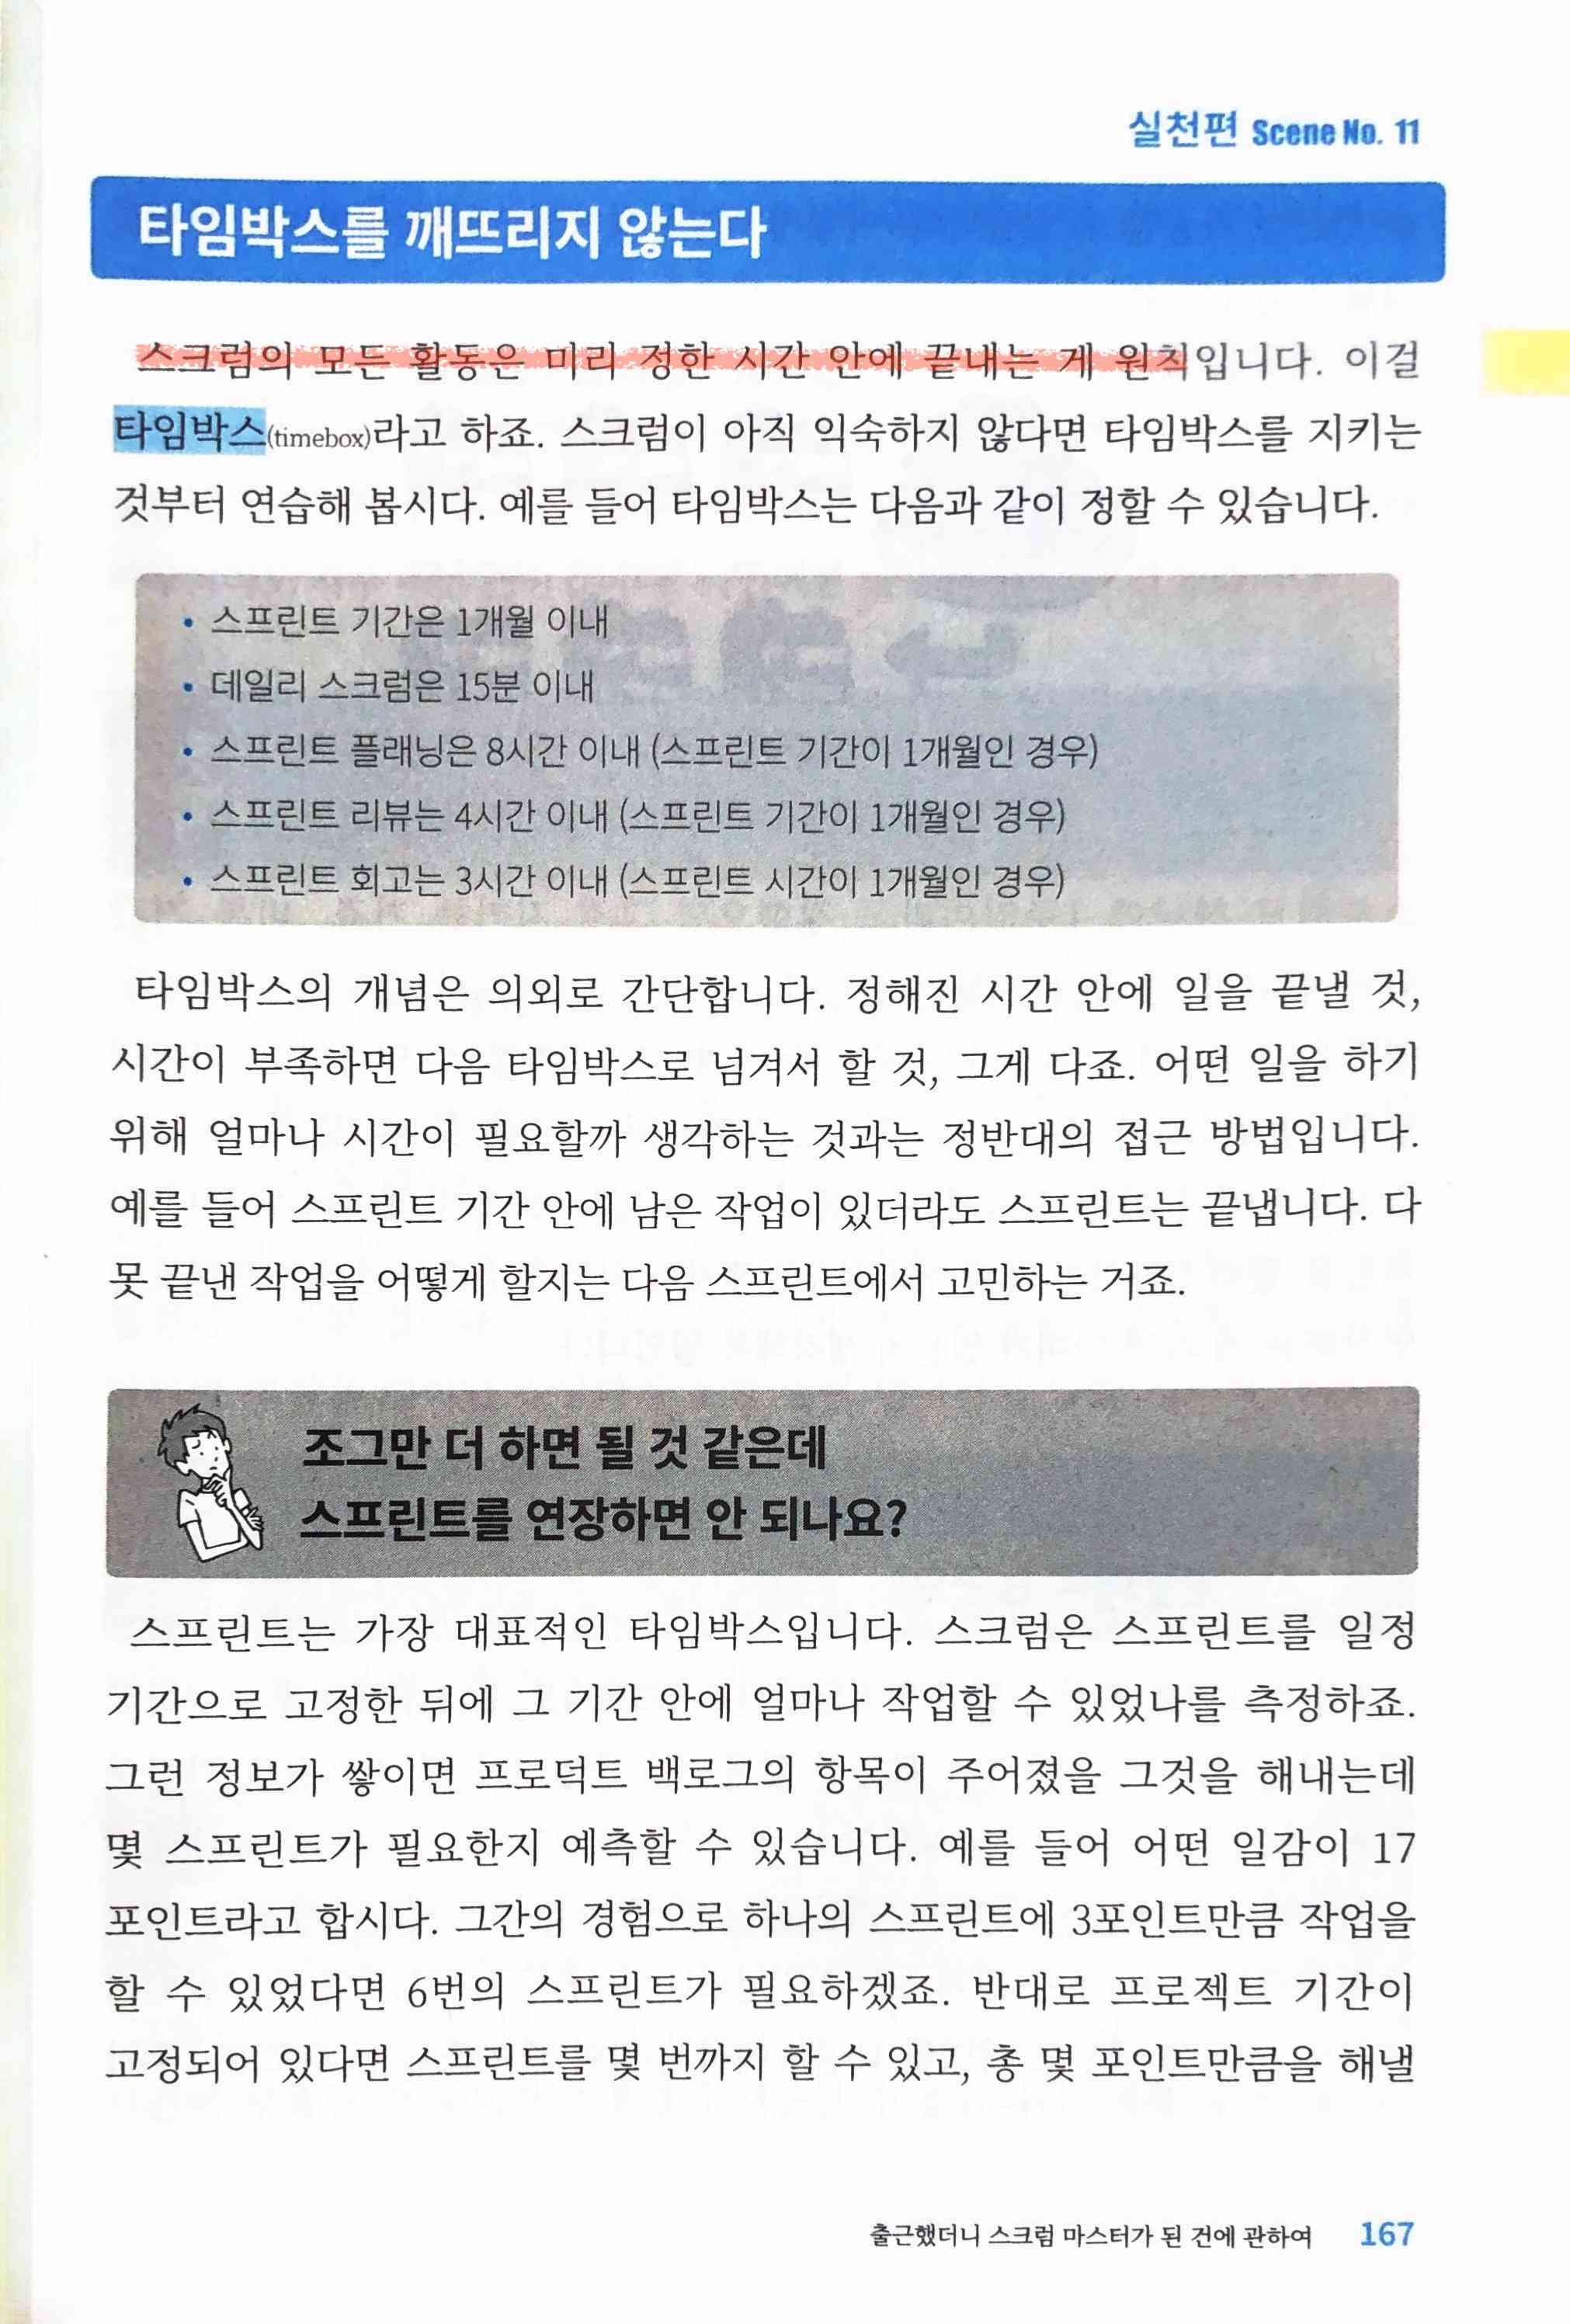 실천편 Scene No. 11
타임박스를 깨뜨리지 않는다
스크럼의 모든 활동은 미리 정한 시간 안에 끝내는 게 원칙입니다. 이걸
타임박스(timebox)라고 하죠. 스크럼이 아직 익숙하지 않다면 타임박스를 지키는
것부터 연습해 봅시다. 예를 들어 타임박스는 다음과 같이 정할 수 있습니다.
• 스프린트 기간은 1개월 이내
• 데일리 스크럼은 15분 이내
• 스프린트 플래닝은 8시간 이내 (스프린트 기간이 1개월인 경우)
• 스프린트 리뷰는 4시간 이내 (스프린트 기간이 1개월인 경우)
• 스프린트 회고는 3시간 이내 (스프린트 시간이 1개월인 경우)
타임박스의 개념은 의외로 간단합니다. 정해진 시간 안에 일을 끝낼 것,
시간이 부족하면 다음 타임박스로 넘겨서 할 것, 그게 다죠. 어떤 일을 하기
위해 얼마나 시간이 필요할까 생각하는 것과는 정반대의 접근 방법입니다.
예를 들어 스프린트 기간 안에 남은 작업이 있더라도 스프린트는 끝냅니다. 다
못 끝낸 작업을 어떻게 할지는 다음 스프린트에서 고민하는 거죠.
조그만 더 하면 될 것 같은데
스프린트를 연장하면 안 되나요?
스프린트는 가장 대표적인 타임박스입니다. 스크럼은 스프린트를 일정
기간으로 고정한 뒤에 그 기간 안에 얼마나 작업할 수 있었나를 측정하죠.
그런 정보가 쌓이면 프로덕트 백로그의 항목이 주어졌을 그것을 해내는데
몇 스프린트가 필요한지 예측할 수 있습니다. 예를 들어 어떤 일감이 17
포인트라고 합시다. 그간의 경험으로 하나의 스프린트에 3포인트만큼 작업을
할 수 있었다면 6번의 스프린트가 필요하겠죠. 반대로 프로젝트 기간이
고정되어 있다면 스프린트를 몇 번까지 할 수 있고, 총 몇 포인트만큼을 해낼
출근했더니 스크럼 마스터가 된 건에 관하여 167